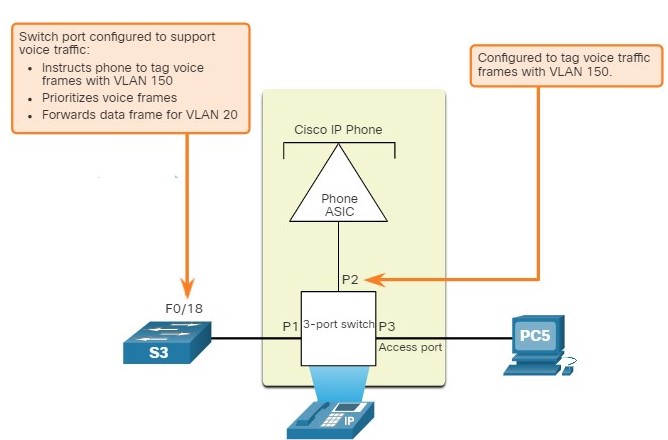 Switch port configured to support
voice traffic:
• Instructs phone to tag voice
frames with VLAN 150
• Prioritizes voice frames
• Forwards data frame for VLAN 20
Configured to tag voice traffic
frames with VLAN 150.
Cisco IP Phone
Phone
ASIC
P2
F0/18
P1
3-port switch
P3
Access port
S3
PC5
IP